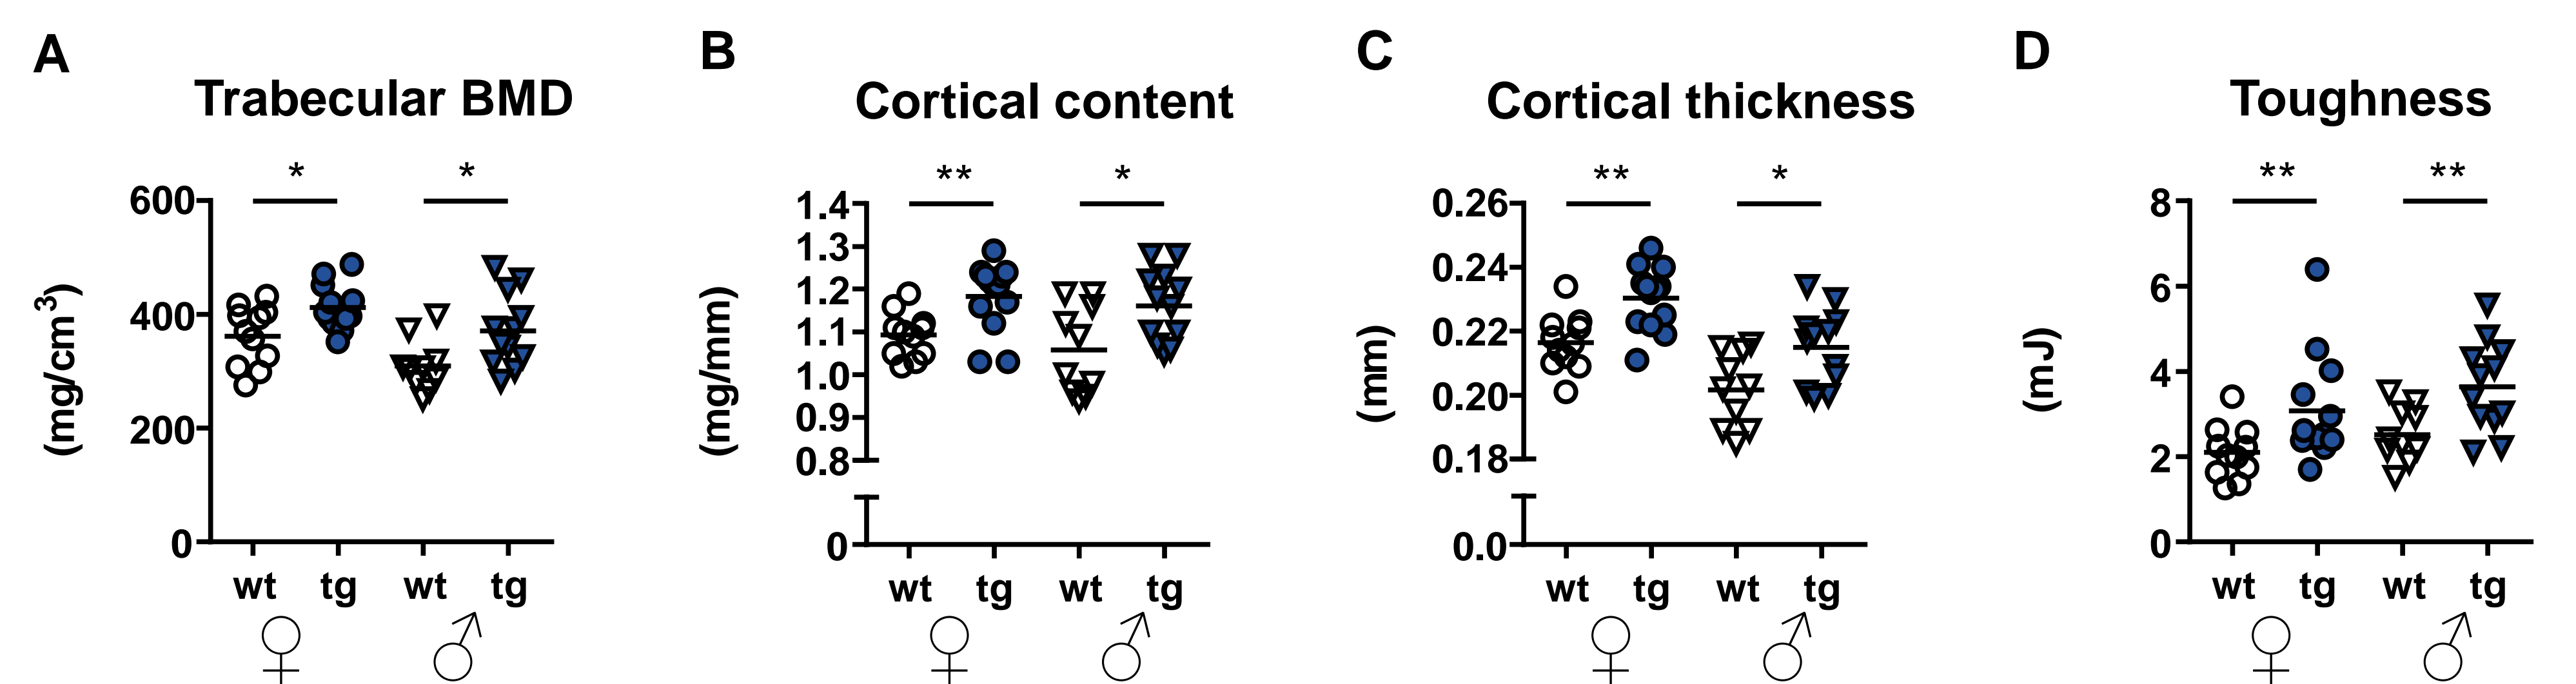 A
Trabecular BMD
* *
600
400
200
0
(mg/cm3)
wt tg wt tg
♀ ♂
B
Cortical content
** *
1.4
1.3
1.2
1.1
1.0
0.9
0.8
0
(mg/mm)
wt tg wt tg
♀ ♂
C
Cortical thickness
** *
0.26
0.24
0.22
0.20
0.18
0.0
(mm)
wt tg wt tg
♀ ♂
D
Toughness
** **
8
6
4
2
0
(mJ)
wt tg wt tg
♀ ♂